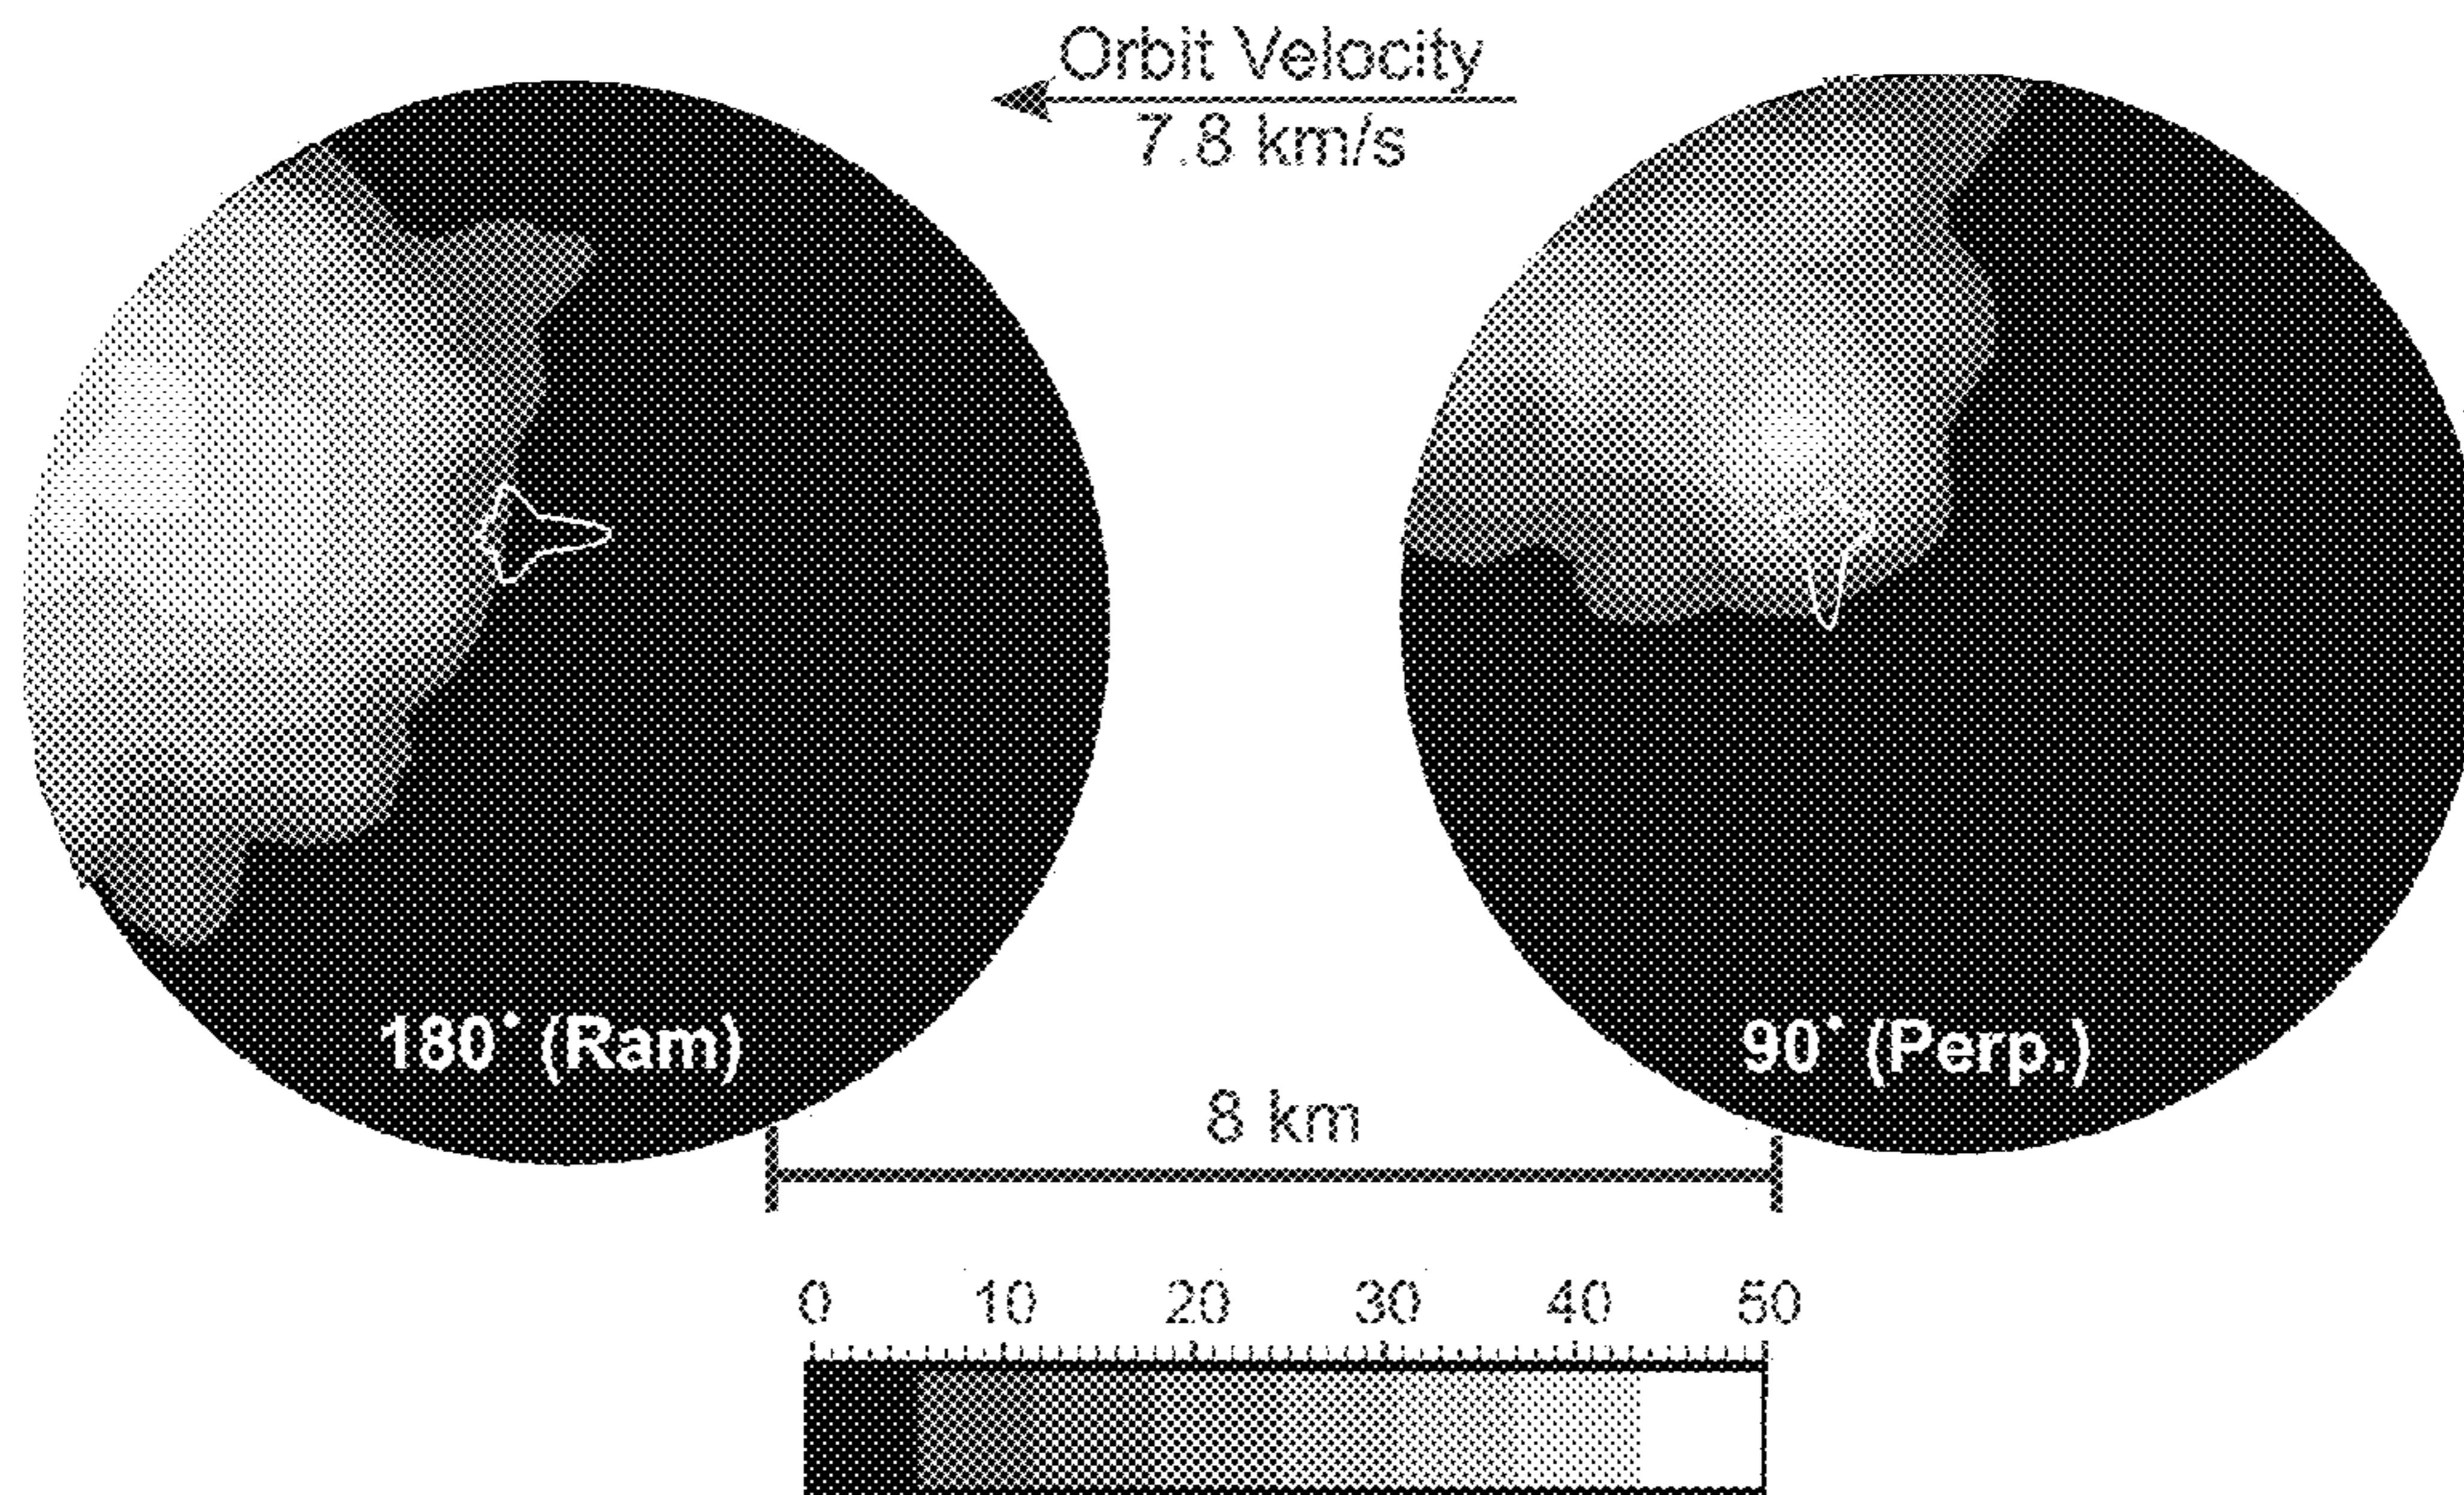 Orbit Velocity
7.8 km/s
180° (Ram)
90° (Perp.)
8 km
0 10 20 30 40 50